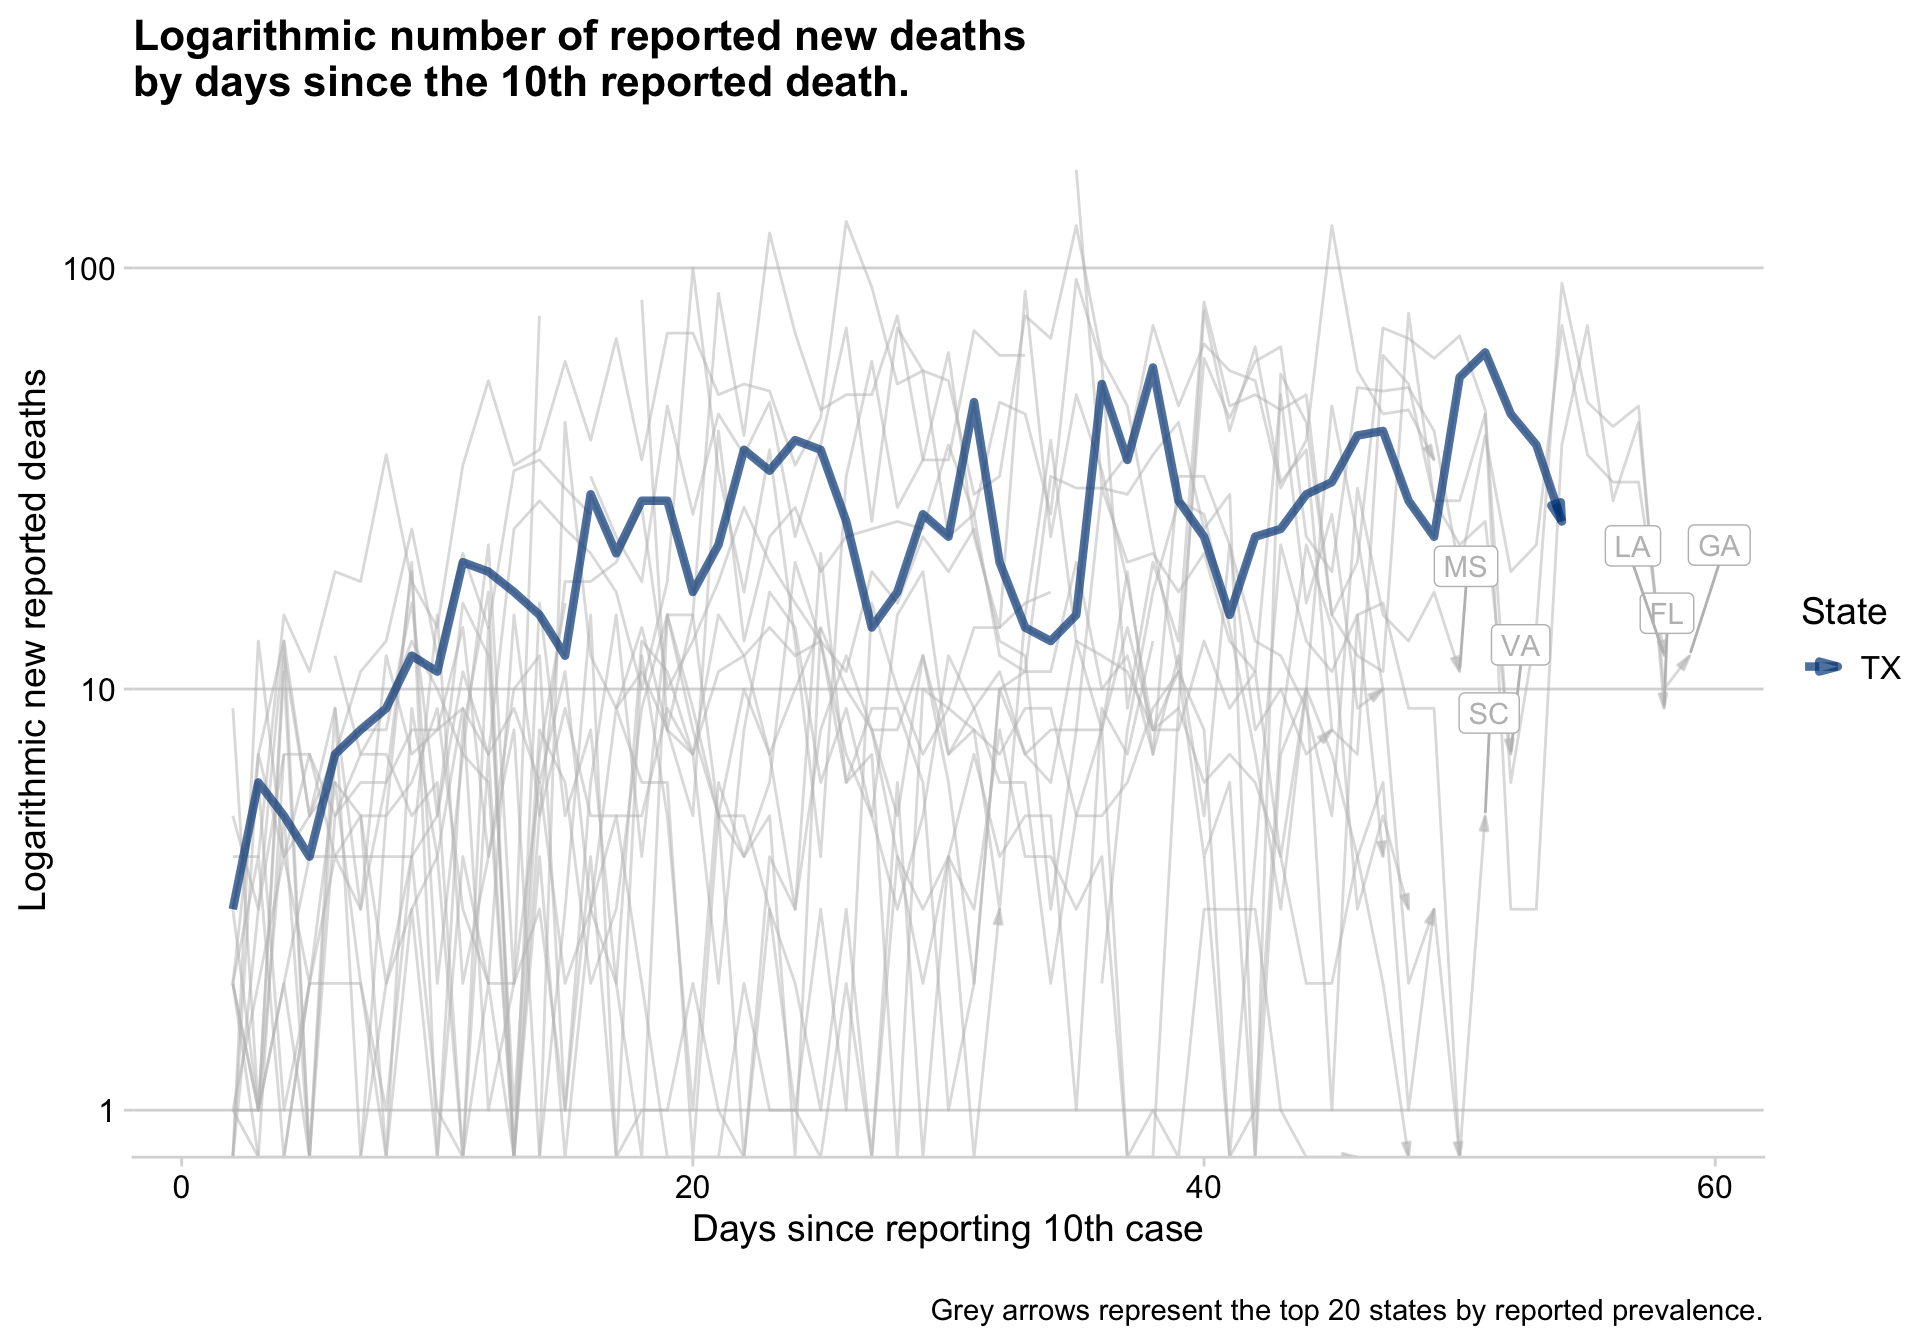 Logarithmic number of reported new deaths
by days since the 10th reported death.
Logarithmic new reported deaths
100
10
1
MS
LA
GA
FL
VA
SC
State
TX
0
20
40
60
Days since reporting 10th case
Grey arrows represent the top 20 states by reported prevalence.